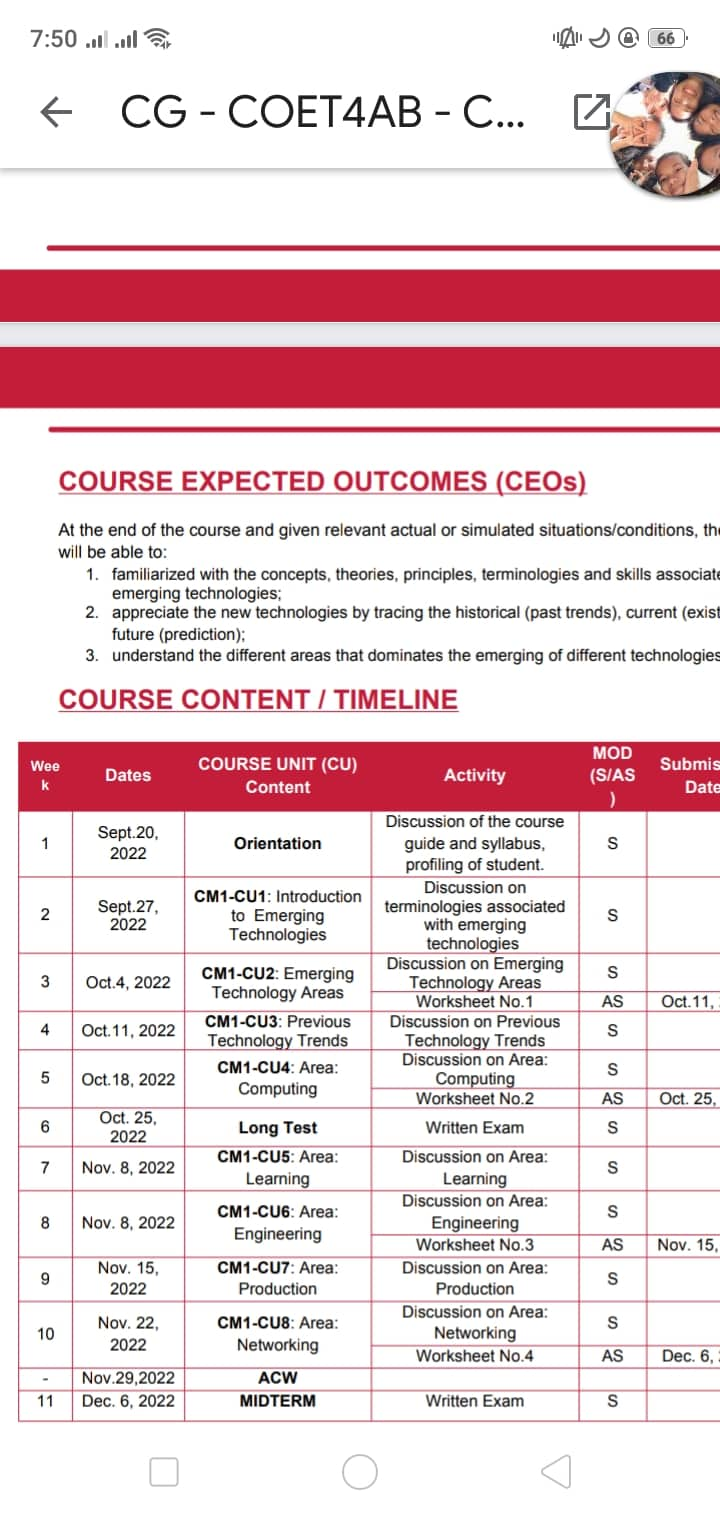 7:50
66
CG - COET4AB - C...
COURSE EXPECTED OUTCOMES (CEOs)
At the end of the course and given relevant actual or simulated situations/conditions, the
will be able to:
1. familiarized with the concepts, theories, principles, terminologies and skills associate
emerging technologies;
2. appreciate the new technologies by tracing the historical (past trends), current (exist
future (prediction);
3. understand the different areas that dominates the emerging of different technologies
COURSE CONTENT / TIMELINE
Wee
k
Dates
COURSE UNIT (CU)
Content
Activity
MOD
(S/AS
)
Submis
Date
1
Sept.20,
2022
Orientation
Discussion of the course
guide and syllabus,
profiling of student.
S
2
Sept.27,
2022
CM1-CU1: Introduction
to Emerging
Technologies
Discussion on
terminologies associated
with emerging
technologies
S
3
Oct.4, 2022
CM1-CU2: Emerging
Technology Areas
Discussion on Emerging
Technology Areas
S
Worksheet No.1
AS
Oct.11,
4
Oct.11, 2022
CM1-CU3: Previous
Technology Trends
Discussion on Previous
Technology Trends
S
5
Oct.18, 2022
CM1-CU4: Area:
Computing
Discussion on Area:
Computing
S
Worksheet No.2
AS
Oct. 25,
6
Oct. 25,
2022
Long Test
Written Exam
S
7
Nov. 8, 2022
CM1-CU5: Area:
Learning
Discussion on Area:
Learning
S
8
Nov. 8, 2022
CM1-CU6: Area:
Engineering
Discussion on Area:
Engineering
S
Worksheet No.3
AS
Nov. 15,
9
Nov. 15,
2022
CM1-CU7: Area:
Production
Discussion on Area:
Production
S
10
Nov. 22,
2022
CM1-CU8: Area:
Networking
Discussion on Area:
Networking
S
Worksheet No.4
AS
Dec. 6,
-
Nov.29,2022
ACW
11
Dec. 6, 2022
MIDTERM
Written Exam
S